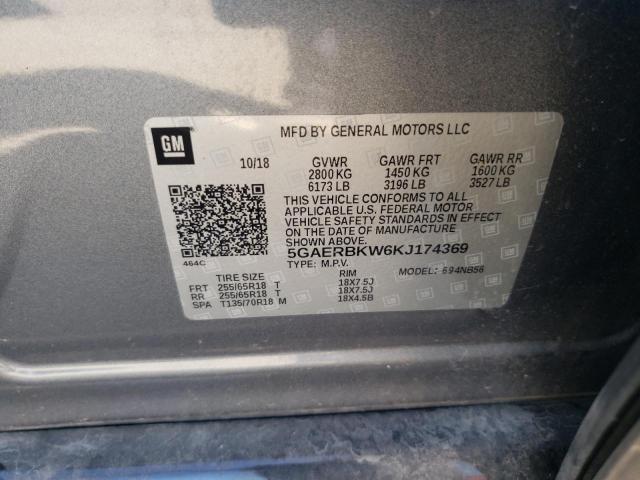 GM
MFD BY GENERAL MOTORS LLC
10/18 GVWR GAWR FRT GAWR RR
2800 KG 1450 KG 1600 KG
6173 LB 3196 LB 3527 LB
THIS VEHICLE CONFORMS TO ALL
APPLICABLE U.S. FEDERAL MOTOR
VEHICLE SAFETY STANDARDS IN EFFECT
ON THE DATE OF MANUFACTURE
SHOWN ABOVE.
464C
5GAERBKW6KJ174369
TYPE: M.P.V. MODEL: 694NB56
TIRE SIZE RIM
FRT 255/65R18 T 18X7.5J
RR 255/65R18 T 18X7.5J
SPA T135/70R18 M 18X4.5B